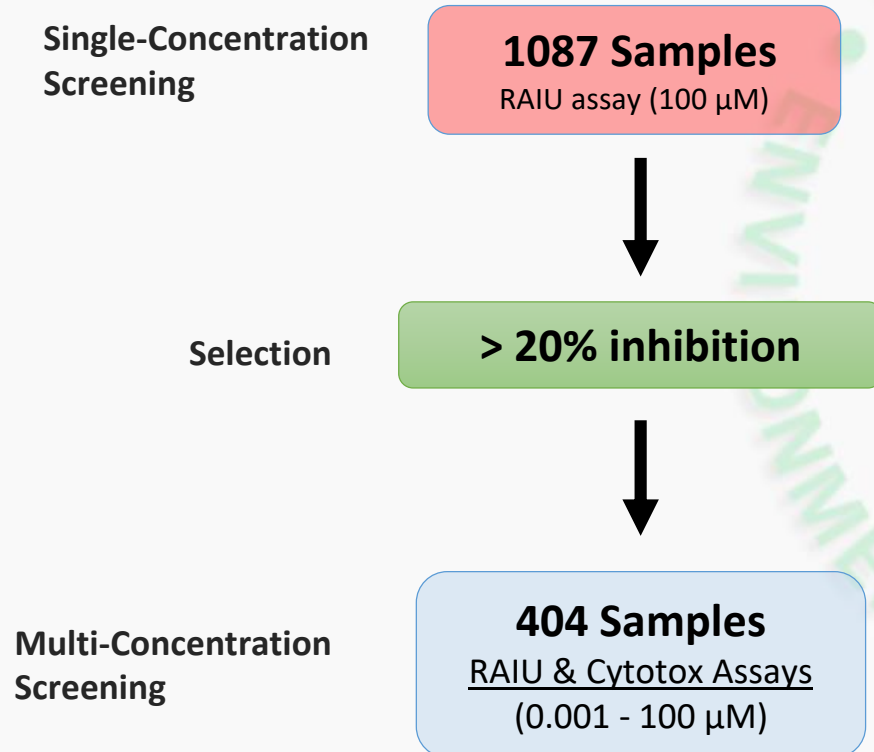 Single-Concentration
Screening
1087 Samples
RAIU assay (100 µM)
Selection
> 20% inhibition
Multi-Concentration
Screening
404 Samples
RAIU & Cytotox Assays
(0.001 - 100 µM)